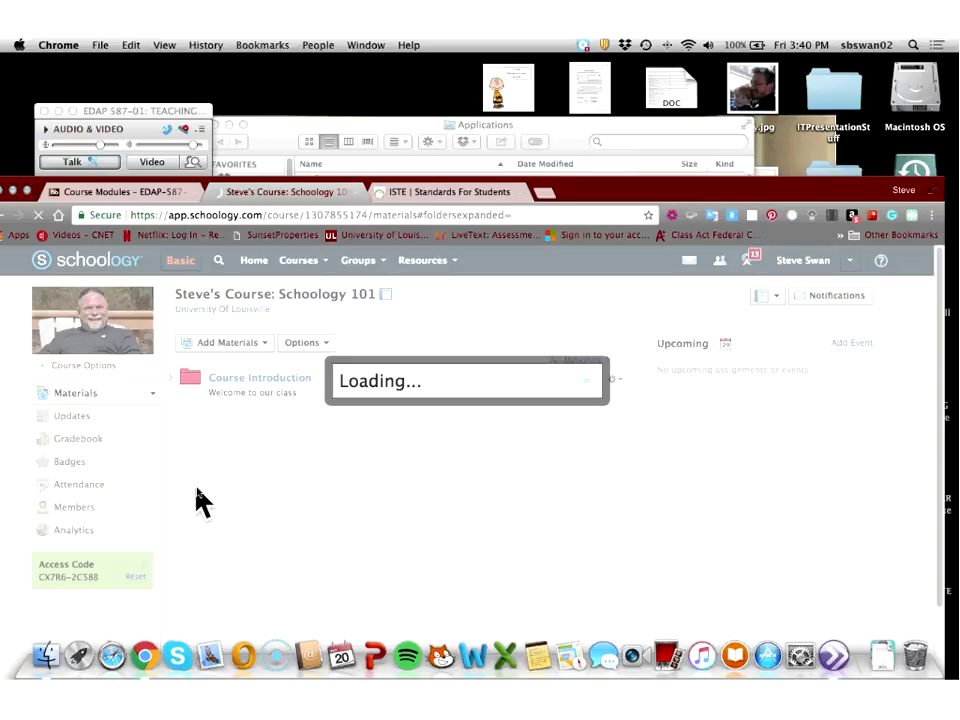 Chrome File Edit View History Bookmarks People Window Help 100% Fri 3:40 PM sbswan02
DOC
y.jpg ITPresentationSt
uff Macintosh OS
EDAP 587-01: TEACHING...
AUDIO & VIDEO
Talk Video
Applications
FAVORITES Name Date Modified Size Kind
Course Modules – EDAP-587- Steve's Course: Schoology 10 ISTE | Standards For Students Steve
Secure https://app.schoology.com/course/1307855174/materials#foldersexpanded=
Apps Videos - CNET Netflix: Log In – Re... SunsetProperties UL University of Louis... LiveText: Assessme... Sign in to your acc... Class Act Federal C... » Other Bookmarks
S schoology Basic Home Courses Groups Resources 13 Steve Swan
Steve's Course: Schoology 101
University Of Louisville
Notifications
Add Materials Options
Upcoming 29 Add Event
No upcoming assignments or events
Course Options
Loading...
Course Introduction
Welcome to our class
Materials
Updates
Gradebook
Badges
Attendance
Members
Analytics
Access Code
CX7R6-2C588 Reset
20